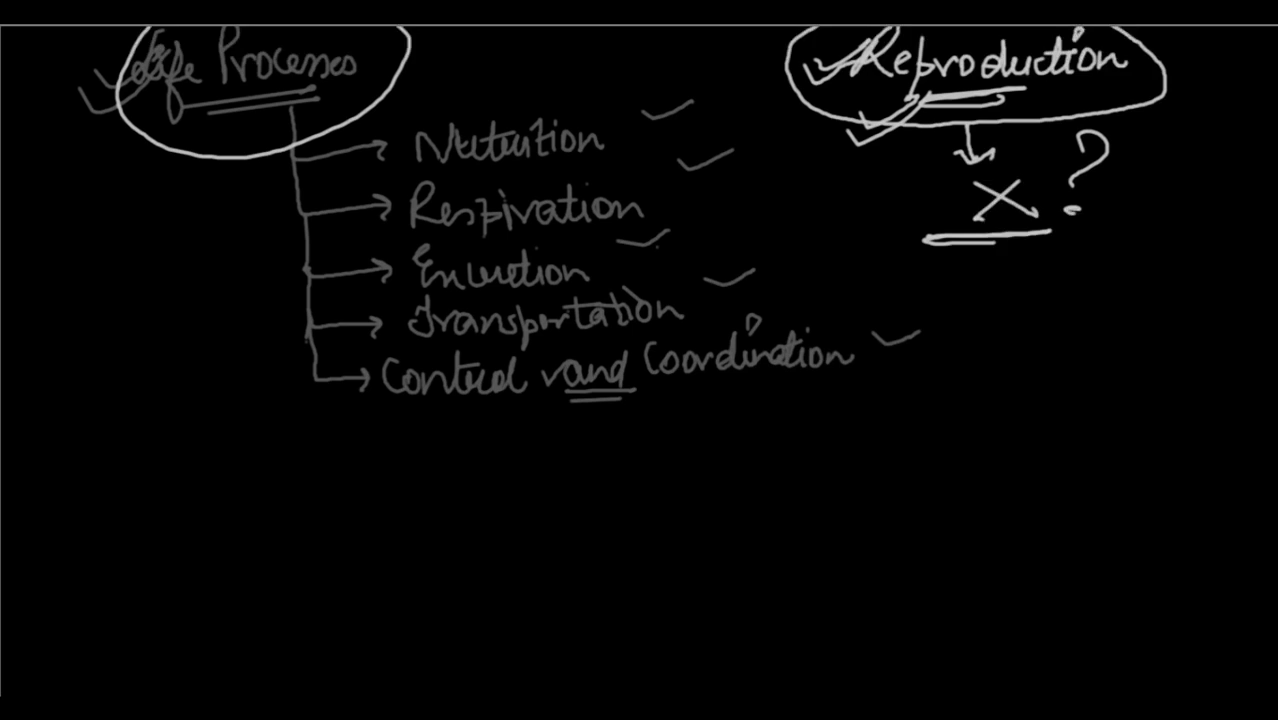 Life Processes
Reproduction
Nutrition
Respiration
X ?
Excretion
Transportation
Control and Coordination